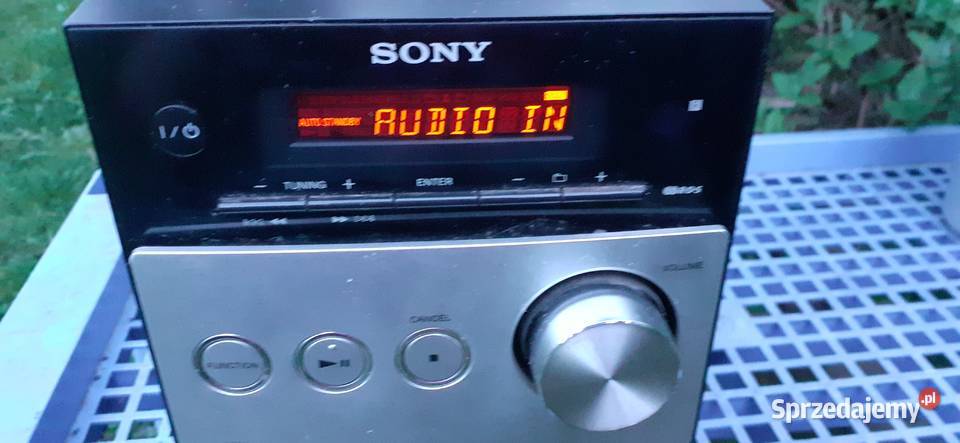 SONY
AUTO STANDBY AUDIO IN
I/⏻
− TUNING + ENTER − +
VOLUME
CANCEL
FUNCTION
Sprzedajemy.pl